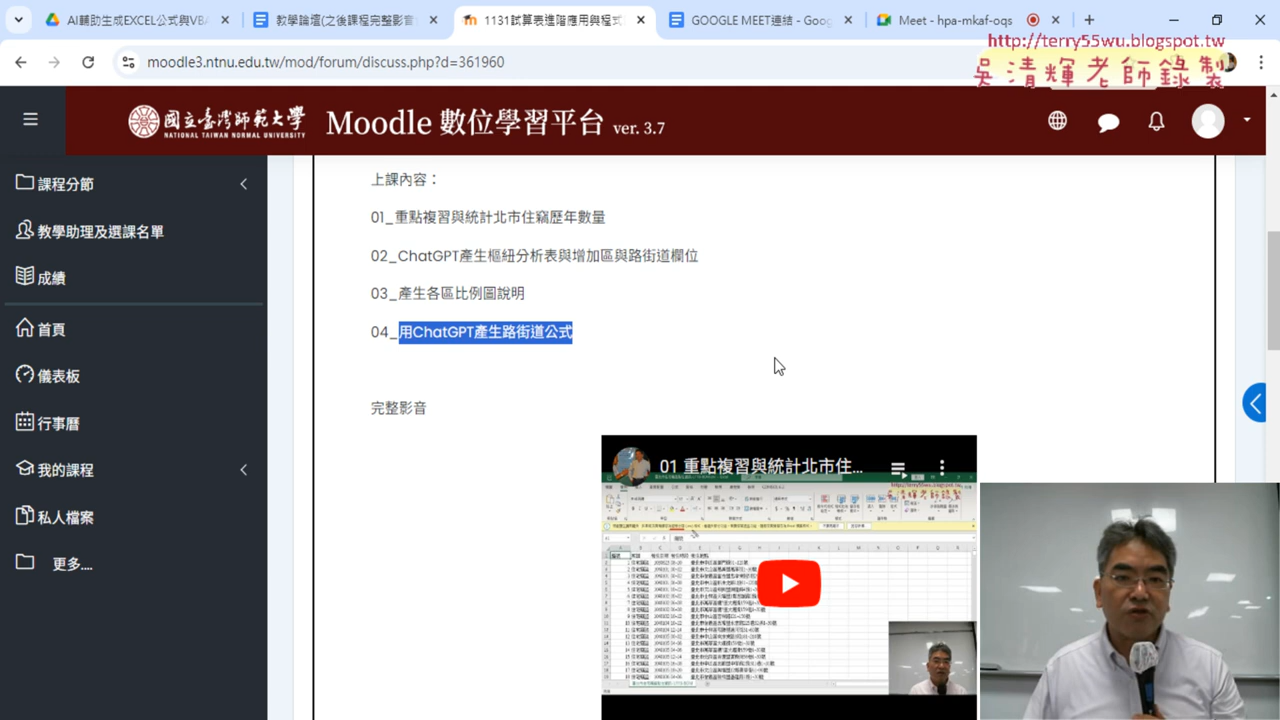 AI輔助生成EXCEL公式與VBA
教學論壇(之後課程完整影音
1131試算表進階應用與程式
GOOGLE MEET連結 - Goog
Meet - hpa-mkaf-oqs
http://terry55wu.blogspot.tw
吳清輝老師錄製
moodle3.ntnu.edu.tw/mod/forum/discuss.php?d=361960
國立臺灣師範大學
NATIONAL TAIWAN NORMAL UNIVERSITY
Moodle 數位學習平台 ver. 3.7
課程分節
教學助理及選課名單
成績
首頁
儀表板
行事曆
我的課程
私人檔案
更多....
上課內容：
01_重點複習與統計北市住竊歷年數量
02_ChatGPT產生樞紐分析表與增加區與路街道欄位
03_產生各區比例圖說明
04_用ChatGPT產生路街道公式
完整影音
01 重點複習與統計北市住...